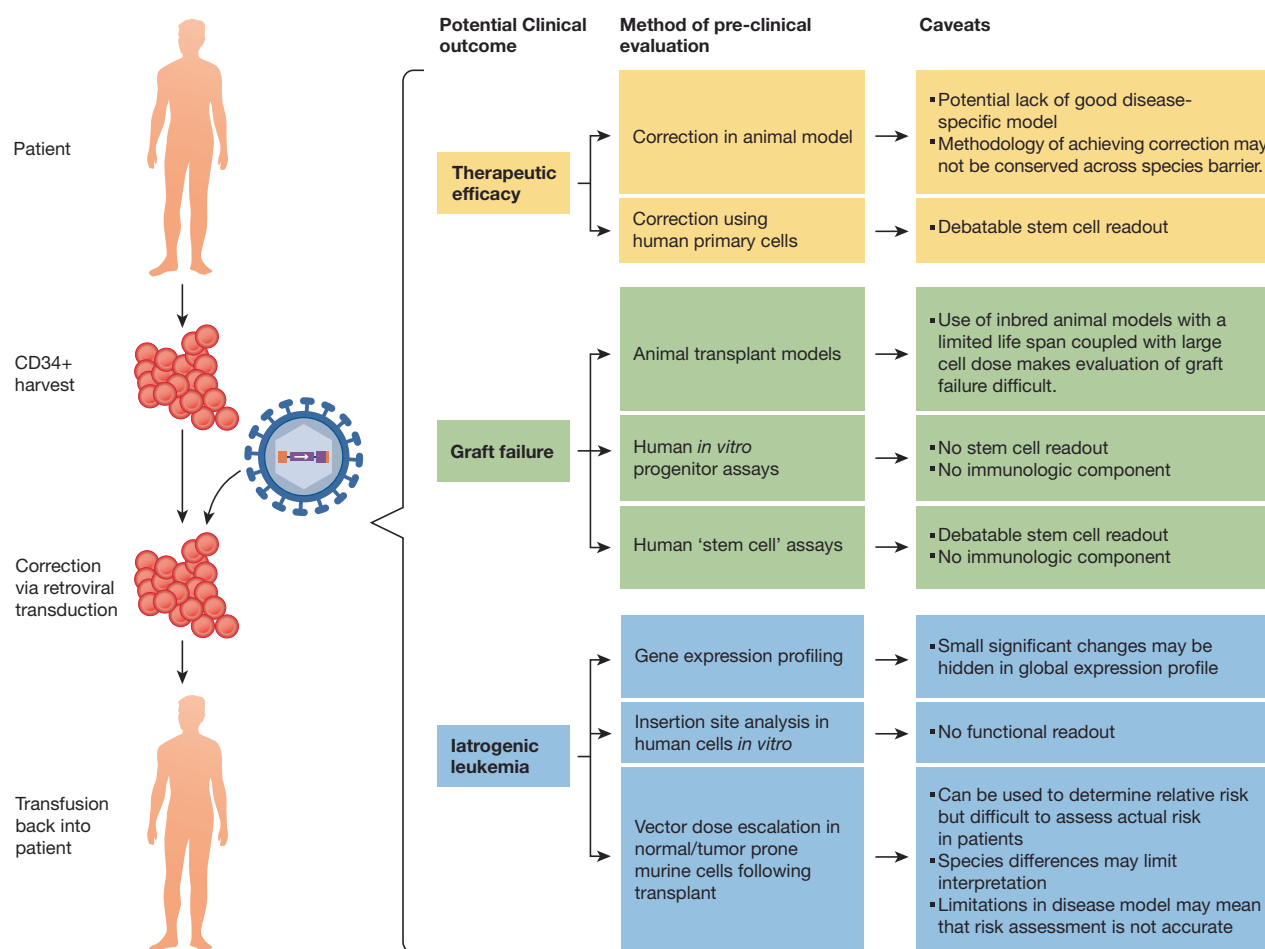 Potential Clinical
outcome
Method of pre-clinical
evaluation
Caveats
Patient
CD34+
harvest
Correction
via retroviral
transduction
Transfusion
back into
patient
Therapeutic
efficacy
Correction in animal model
▪Potential lack of good disease-
specific model
▪Methodology of achieving correction may
not be conserved across species barrier.
Correction using
human primary cells
▪Debatable stem cell readout
Graft failure
Animal transplant models
▪Use of inbred animal models with a
limited life span coupled with large
cell dose makes evaluation of graft
failure difficult.
Human in vitro
progenitor assays
▪No stem cell readout
▪No immunologic component
Human ‘stem cell’ assays
▪Debatable stem cell readout
▪No immunologic component
Iatrogenic
leukemia
Gene expression profiling
▪Small significant changes may be
hidden in global expression profile
Insertion site analysis in
human cells in vitro
▪No functional readout
Vector dose escalation in
normal/tumor prone
murine cells following
transplant
▪Can be used to determine relative risk
but difficult to assess actual risk
in patients
▪Species differences may limit
interpretation
▪Limitations in disease model may mean
that risk assessment is not accurate